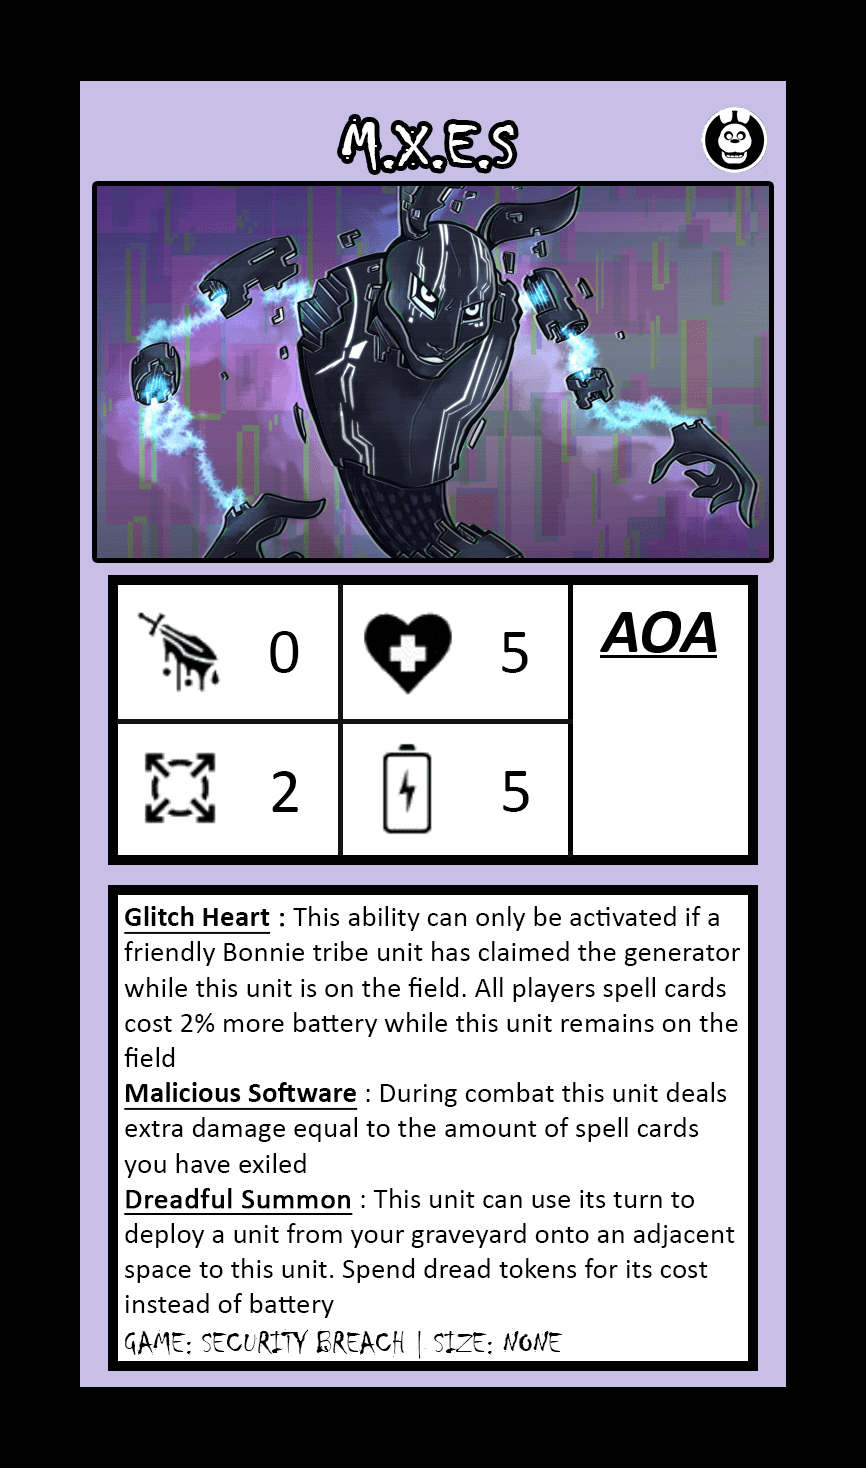 M.X.E.S
0
5
AOA
2
5
Glitch Heart : This ability can only be activated if a
friendly Bonnie tribe unit has claimed the generator
while this unit is on the field. All players spell cards
cost 2% more battery while this unit remains on the
field
Malicious Software : During combat this unit deals
extra damage equal to the amount of spell cards
you have exiled
Dreadful Summon : This unit can use its turn to
deploy a unit from your graveyard onto an adjacent
space to this unit. Spend dread tokens for its cost
instead of battery
GAME: SECURITY BREACH | SIZE: NONE